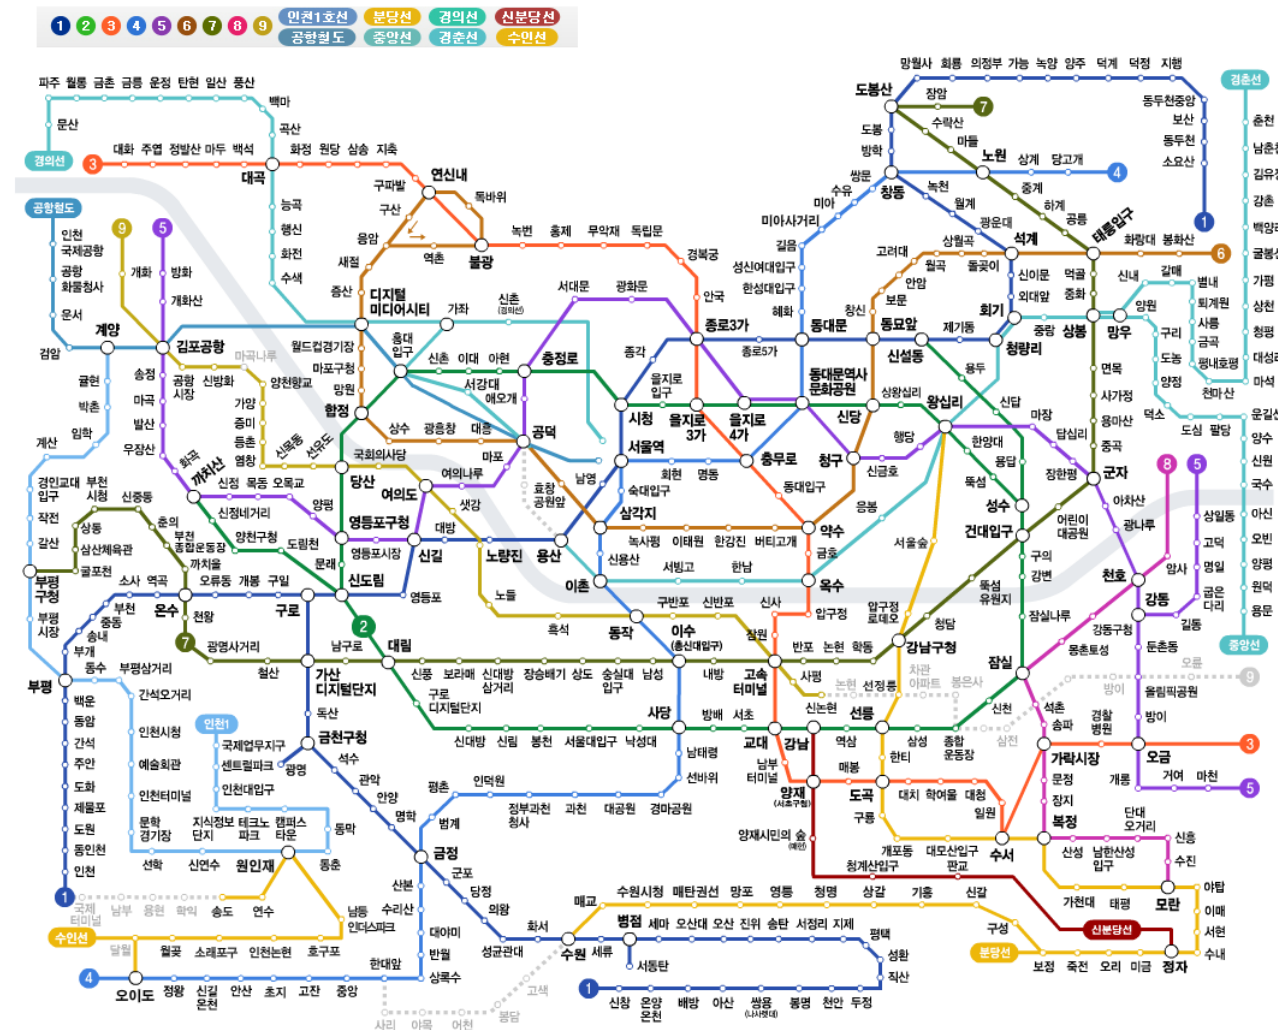 1 2 3 4 5 6 7 8 9 인천1호선 분당선 경의선 신분당선
공항철도 중앙선 경춘선 수인선
파주 월롱 금촌 금릉 운정 탄현 일산 풍산
백마
문산
곡산
경의선
3 대화 주엽 정발산 마두 백석
대곡
화정 원당 삼송 지축
구파발
연신내
독바위
구산
응암
역촌
불광
새절
증산
녹번 홍제 무악재 독립문
경복궁
안국
능곡
행신
화전
수색
공항철도
인천
국제공항
공항
화물청사
운서
검암
계양
9
개화
5
방화
개화산
김포공항
디지털
미디어시티
가좌
신촌
(경의선)
서대문
광화문
종로3가
종로5가
동대문
동묘앞
신설동
제기동
청량리
회기
망월사 회룡 의정부 가능 녹양 양주 덕계 덕정 지행
동두천중앙
보산
동두천
소요산
1
도봉산
장암
7
도봉
방학
수락산
마들
노원
상계 당고개
4
창동
쌍문
수유
미아
미아사거리
길음
성신여대입구
한성대입구
혜화
녹천
월계
광운대
석계
중계
하계
공릉
태릉입구
화랑대 봉화산
6
고려대
상월곡
월곡 돌곶이
안암
보문
창신
신이문
외대앞
먹골
중화
중랑
상봉
망우
신내
갈매
양원
구리
도농
양정
덕소
도심 팔당
별내
퇴계원
사릉
금곡
평내호평
천마산
마석
경춘선
춘천
강촌
가평
상천
청평
운길산
양수
신원
국수
아신
오빈
양평
원덕
용문
중앙선
귤현
박촌
임학
계산
경인교대
입구
작전
갈산
부평
구청
부평
시장
부평
송정
마곡
발산
우장산
화곡
까치산
공항
시장
신방화
마곡나루
양천향교
가양
증미
등촌
염창
신목동
선유도
월드컵경기장
마포구청
망원
합정
홍대
입구
신촌 이대 아현
충정로
서강대
애오개
상수 광흥창 대흥
공덕
마포
여의나루
국회의사당
당산
여의도
샛강
효창
공원앞
종각
을지로
입구
시청
을지로
3가
을지로
4가
동대문역사
문화공원
신당
상왕십리
왕십리
서울역
회현 명동
충무로
청구
신금호
행당
남영
숙대입구
동대입구
삼각지
녹사평 이태원 한강진 버티고개
약수
금호
응봉
신용산
용산
이촌
서빙고 한남
옥수
용두
신답
마장
답십리
장한평
군자
한양대
뚝섬
용답
성수
건대입구
어린이
대공원
면목
사가정
용마산
중곡
아차산
광나루
천호
8
암사
5
상일동
고덕
명일
굽은
다리
길동
강동
강동구청
몽촌토성
둔촌동
올림픽공원
방이
오금
구의
강변
잠실나루
잠실
뚝섬
유원지
서울숲
압구정
로데오
청담
강남구청
신정 목동 오목교
양평
신정네거리
양천구청
도림천
영등포구청
영등포시장
문래
신도림
신길
대방
노량진
영등포
상동
부천
시청
신중동
춘의
부천
종합운동장
까치울
삼산체육관
굴포천
소사 역곡
부천
중동
송내
부개
온수
오류동 개봉 구일
구로
천왕
7
광명사거리
철산
가산
디지털단지
남구로
2
대림
구로
디지털단지
신풍 보라매
신대방
삼거리
장승배기 상도
숭실대
입구
남성
이수
(총신대입구)
내방
고속
터미널
반포 논현 학동
노들
흑석
동작
구반포 신반포
잠원
신사
압구정
사평
신논현
논현
선정릉
차관
아파트
봉은사
삼전
방이
오륜
9
신대방 신림 봉천 서울대입구 낙성대
사당
방배 서초
교대
강남
역삼
선릉
삼성
종합
운동장
신천
석촌
송파
경찰
병원
가락시장
3
문정
장지
복정
개롱
거여 마천
5
남부
터미널
양재
(서초구청)
매봉
도곡
한티
대치 학여울 대청
일원
구룡
개포동 대모산입구
수서
남태령
선바위
경마공원
대공원
과천
정부과천
청사
인덕원
평촌
범계
금정
양재시민의 숲
(매헌)
청계산입구
판교
산성
남한산성
입구
단대
오거리
신흥
수진
모란
가천대 태평
야탑
이매
서현
수내
신분당선
정자
미금
오리
죽전
보정
분당선
구성
신갈
기흥
상갈
청명
영통
망포
매탄권선
수원시청
매교
수원
동수
부평삼거리
간석오거리
인천시청
예술회관
인천터미널
문학
경기장
선학 신연수
원인재
동춘
동막
캠퍼스
타운
테크노
파크
지식정보
단지
인천대입구
센트럴파크
국제업무지구
인천1
백운
동암
간석
주안
도화
제물포
도원
동인천
인천
1
국제
터미널
남부 용현 학익
송도
연수
수인선
달월
월곶 소래포구 인천논현 호구포
남동
인더스파크
4
오이도
정왕
신길
온천
안산 초지 고잔 중앙
한대앞
상록수
반월
대야미
수리산
산본
사리 야목 어천
봉담
고색
독산
금천구청
광명
석수
관악
안양
명학
군포
당정
의왕
성균관대
화서
세류
병점
서동탄
세마 오산대 오산 진위 송탄 서정리 지제
평택
성환
직산
두정
천안
봉명
쌍용
(나사렛대)
아산
배방
온양
온천
신창
1